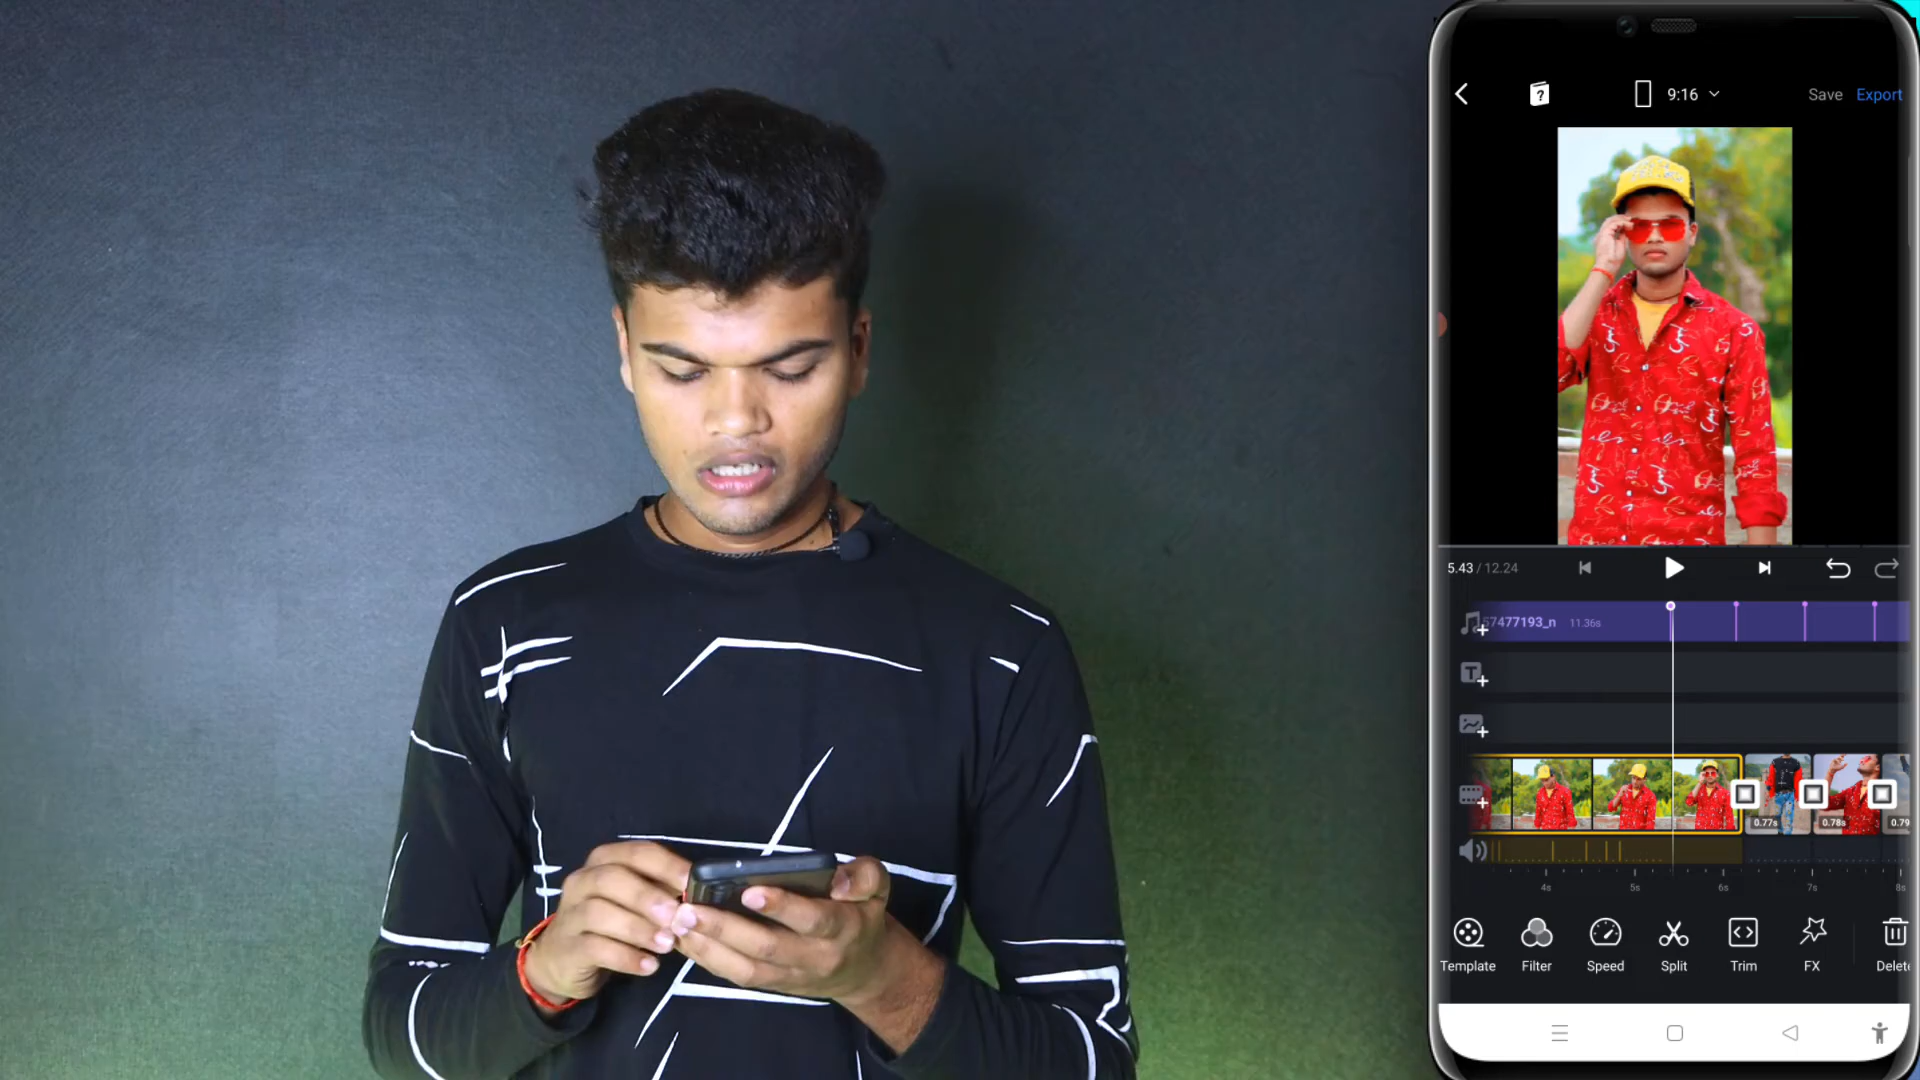 9:16
Save
Export
5.43 / 12.24
57477193_n 11.36s
T
0.77s
0.78s
0.79
4s
5s
6s
7s
8s
Template
Filter
Speed
Split
Trim
FX
Delete